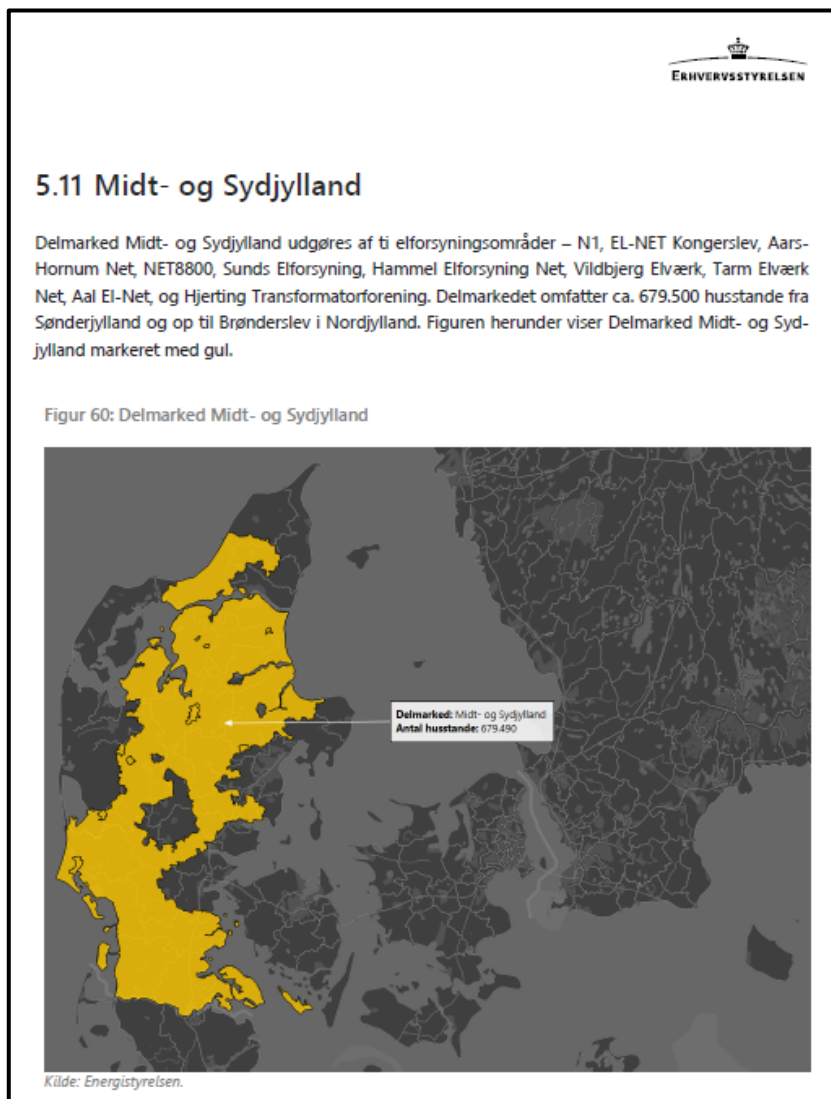 ERHVERVSSTYRELSEN
5.11 Midt- og Sydjylland
Delmarked Midt- og Sydjylland udgøres af ti elforsyningsområder – N1, EL-NET Kongerslev, Aars-
Hornum Net, NET8800, Sunds Elforsyning, Hammel Elforsyning Net, Vildbjerg Elværk, Tarm Elværk
Net, Aal El-Net, og Hjerting Transformatorforening. Delmarkedet omfatter ca. 679.500 husstande fra
Sønderjylland og op til Brønderslev i Nordjylland. Figuren herunder viser Delmarked Midt- og Syd-
jylland markeret med gul.
Figur 60: Delmarked Midt- og Sydjylland
Delmarked: Midt- og Sydjylland
Antal husstande: 679.490
Kilde: Energistyrelsen.